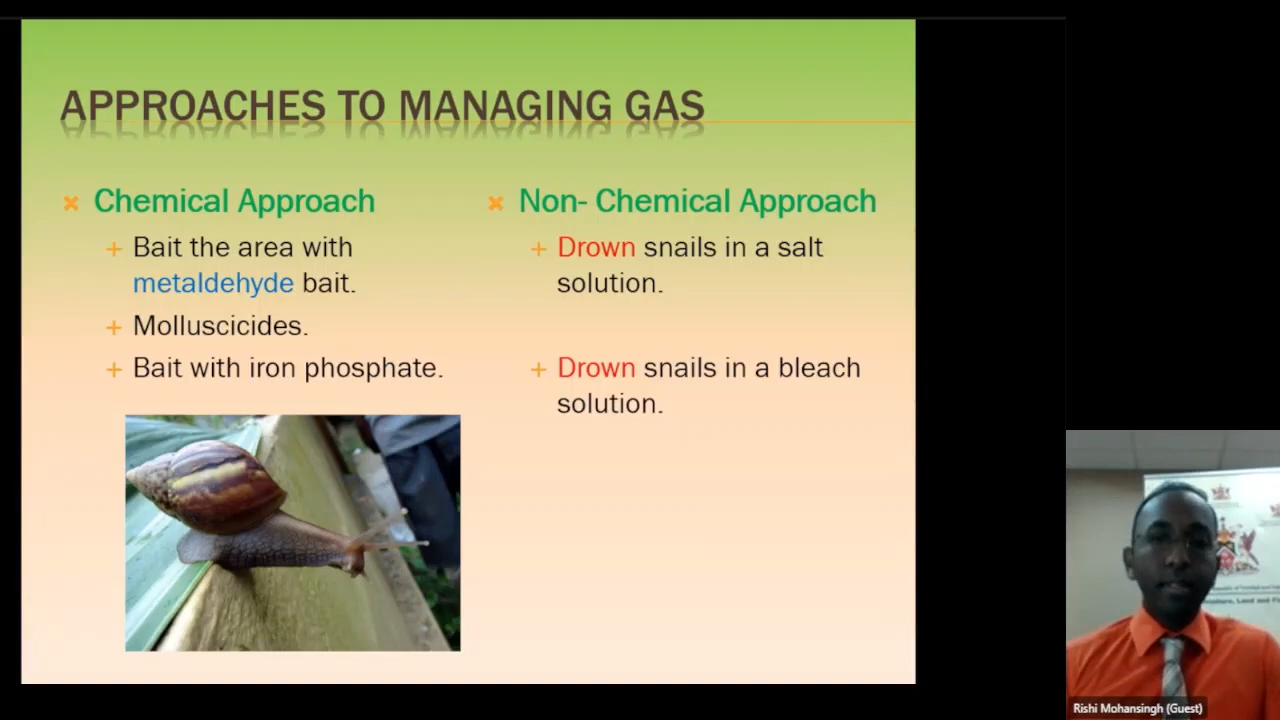 APPROACHES TO MANAGING GAS
Chemical Approach
Bait the area with
metaldehyde bait.
Molluscicides.
Bait with iron phosphate.
Non- Chemical Approach
Drown snails in a salt
solution.
Drown snails in a bleach
solution.
Rishi Mohansingh (Guest)